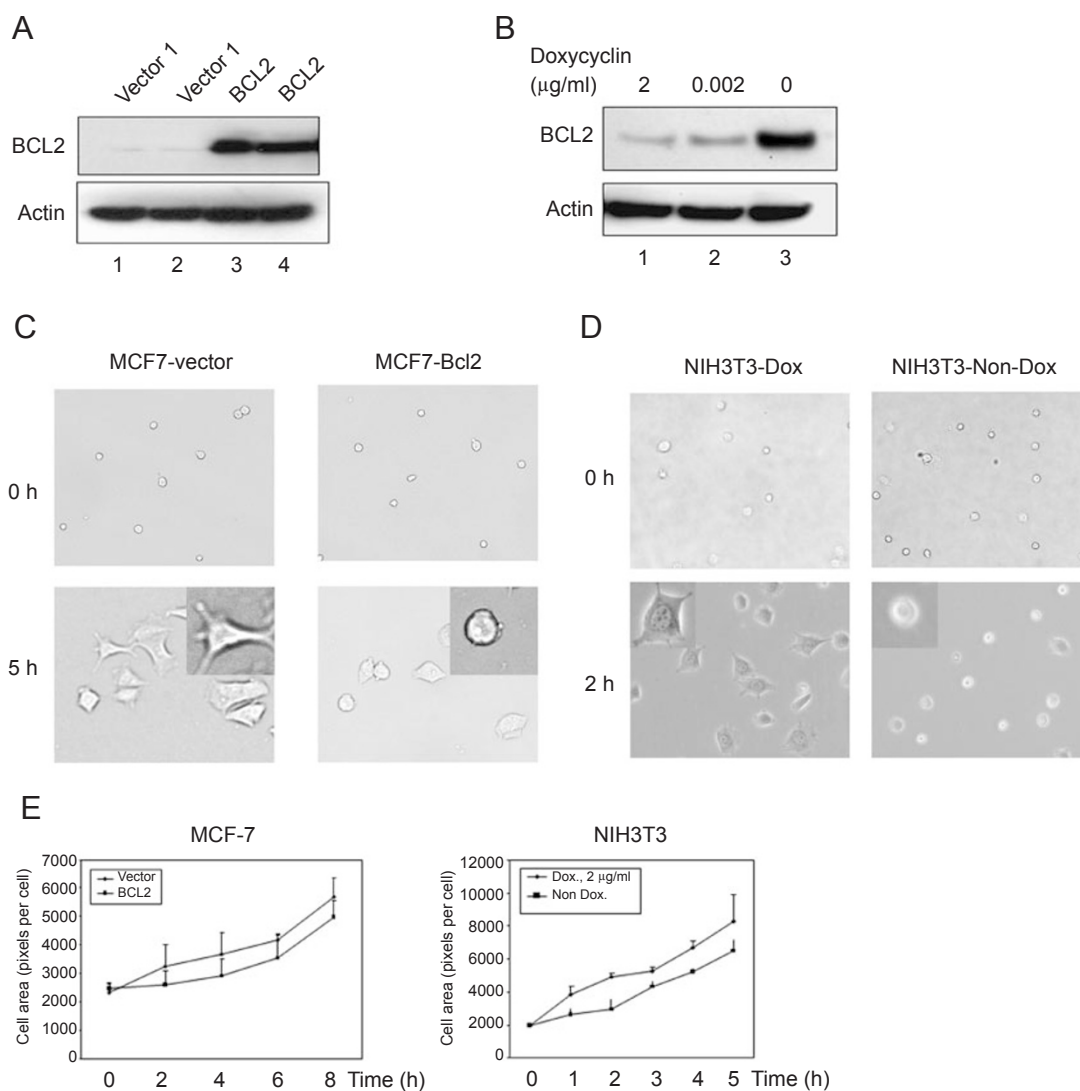 A
Vector 1 Vector 1 BCL2 BCL2
BCL2
Actin
1 2 3 4
B
Doxycyclin
(μg/ml) 2 0.002 0
BCL2
Actin
1 2 3
C
MCF7-vector MCF7-Bcl2
0 h
5 h
D
NIH3T3-Dox NIH3T3-Non-Dox
0 h
2 h
E
MCF-7
Cell area (pixels per cell)
7000
6000
5000
4000
3000
2000
1000
0
Vector
BCL2
0 2 4 6 8 Time (h)
NIH3T3
Cell area (pixels per cell)
12000
10000
8000
6000
4000
2000
0
Dox., 2 μg/ml
Non Dox.
0 1 2 3 4 5 Time (h)